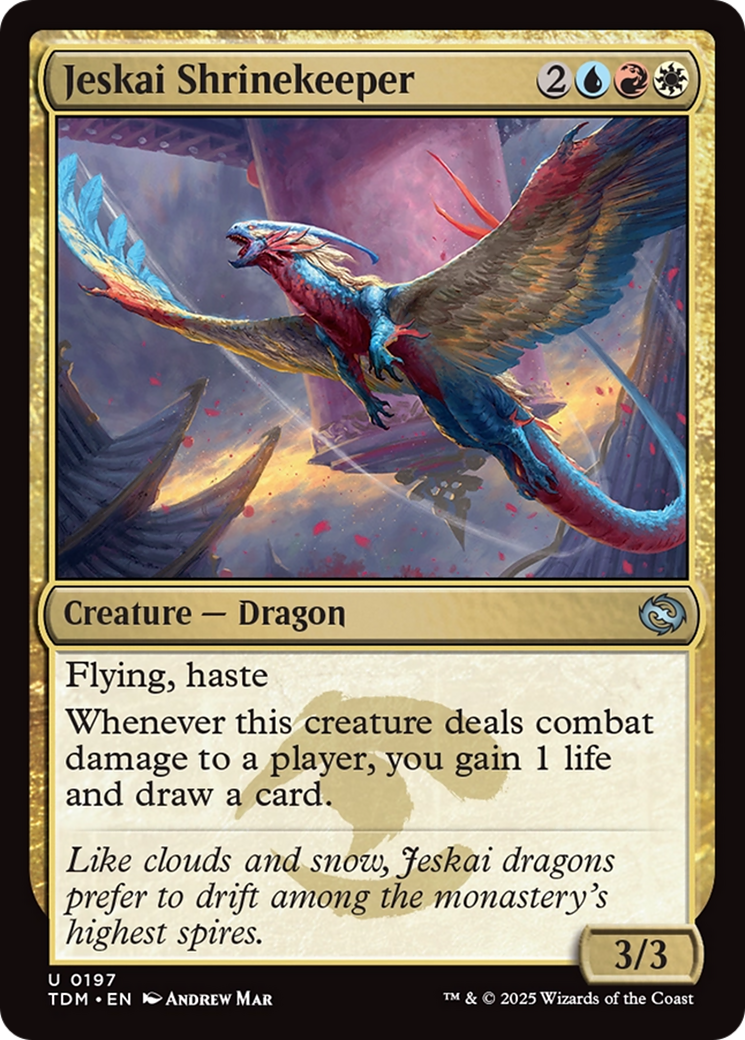 Jeskai Shrinekeeper 2
Creature — Dragon
Flying, haste
Whenever this creature deals combat
damage to a player, you gain 1 life
and draw a card.
Like clouds and snow, Jeskai dragons
prefer to drift among the monastery's
highest spires.
3/3
U 0197
TDM • EN Andrew Mar
™ & © 2025 Wizards of the Coast